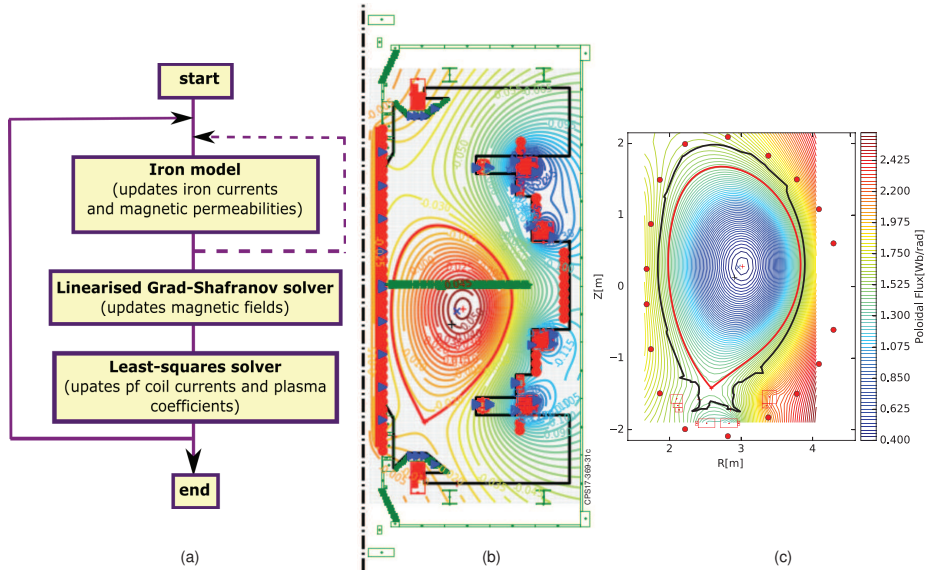 start
Iron model
(updates iron currents
and magnetic permeabilities)
Linearised Grad-Shafranov solver
(updates magnetic fields)
Least-squares solver
(upates pf coil currents and plasma
coefficients)
end
(a)
CPS17-369-31c
(b)
2
1
0
−1
−2
Z[m]
1
2
3
4
R[m]
2,425
2.200
1.975
1.750
1.525
1.300
1.075
0.850
0.625
0.400
Poloidal Flux[Wb/rad]
(c)